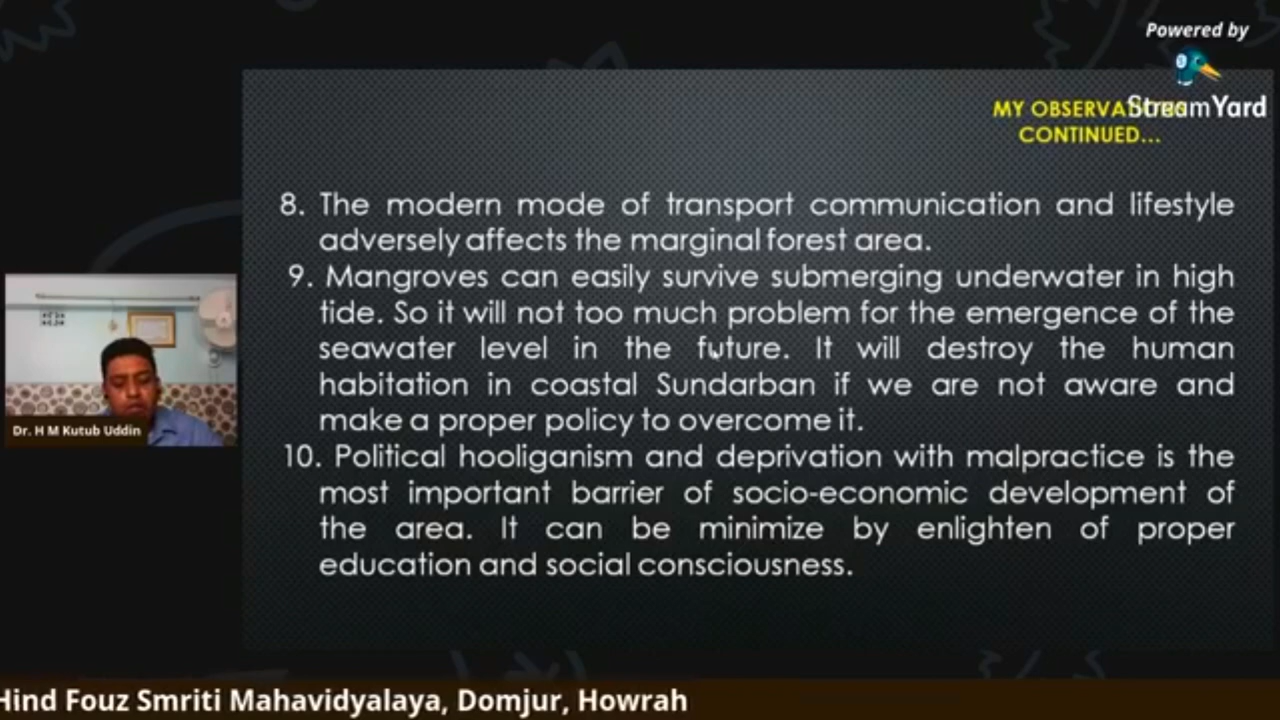 Powered by
StreamYard
MY OBSERVA
CONTINUED...
8. The modern mode of transport communication and lifestyle
adversely affects the marginal forest area.
9. Mangroves can easily survive submerging underwater in high
tide. So it will not too much problem for the emergence of the
seawater level in the future. It will destroy the human
habitation in coastal Sundarban if we are not aware and
make a proper policy to overcome it.
10. Political hooliganism and deprivation with malpractice is the
most important barrier of socio-economic development of
the area. It can be minimize by enlighten of proper
education and social consciousness.
Dr. H M Kutub Uddin
Hind Fouz Smriti Mahavidyalaya, Domjur, Howrah